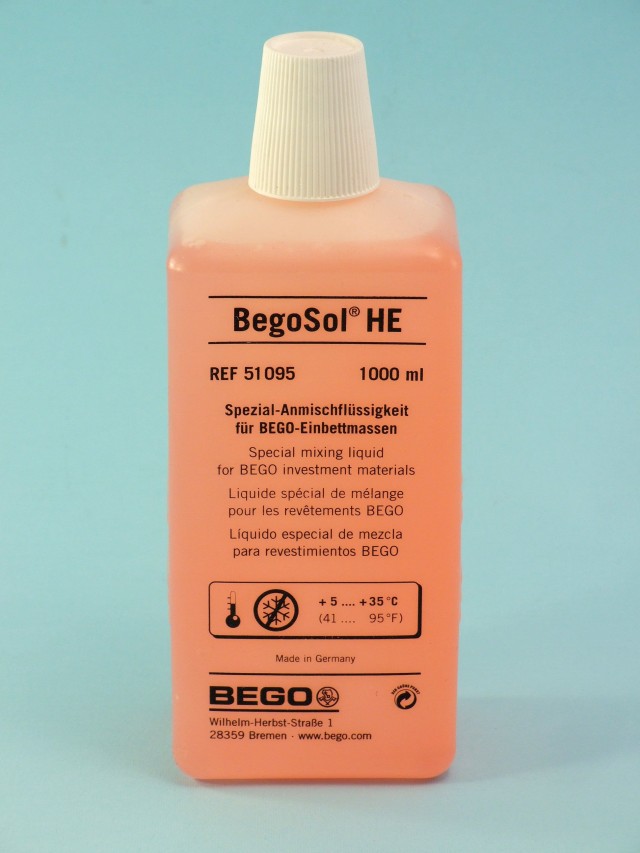 BegoSol® HE
REF 51095 1000 ml
Spezial-Anmischflüssigkeit
für BEGO-Einbettmassen
Special mixing liquid
for BEGO investment materials
Liquide spécial de mélange
pour les revêtements BEGO
Líquido especial de mezcla
para revestimientos BEGO
+ 5 .... +35 °C
(41 .... 95°F)
Made in Germany
BEGO
Wilhelm-Herbst-Straße 1
28359 Bremen · www.bego.com